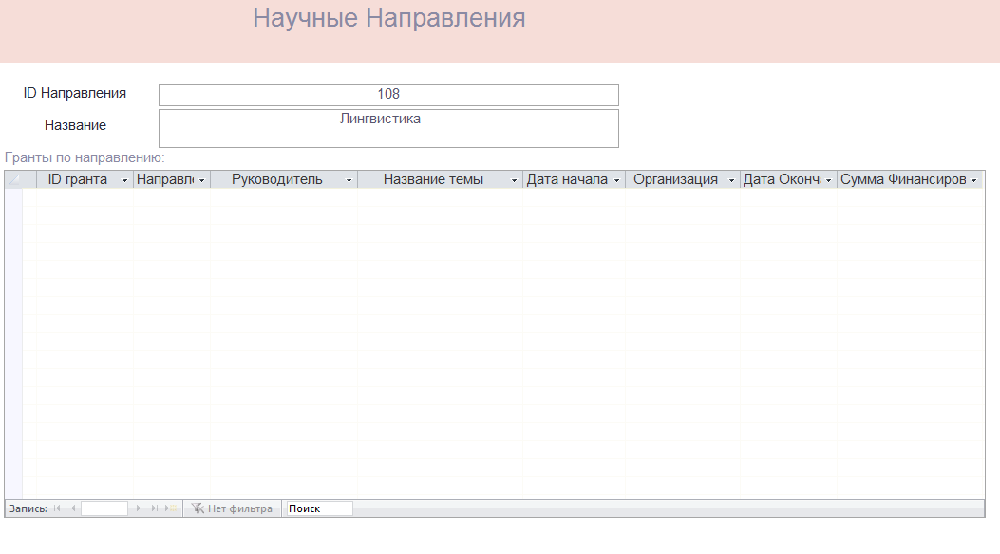 Научные Направления
ID Направления 108
Название Лингвистика
Гранты по направлению:
ID гранта Направле Руководитель Название темы Дата начала Организация Дата Оконч Сумма Финансиров
Запись: Нет фильтра Поиск